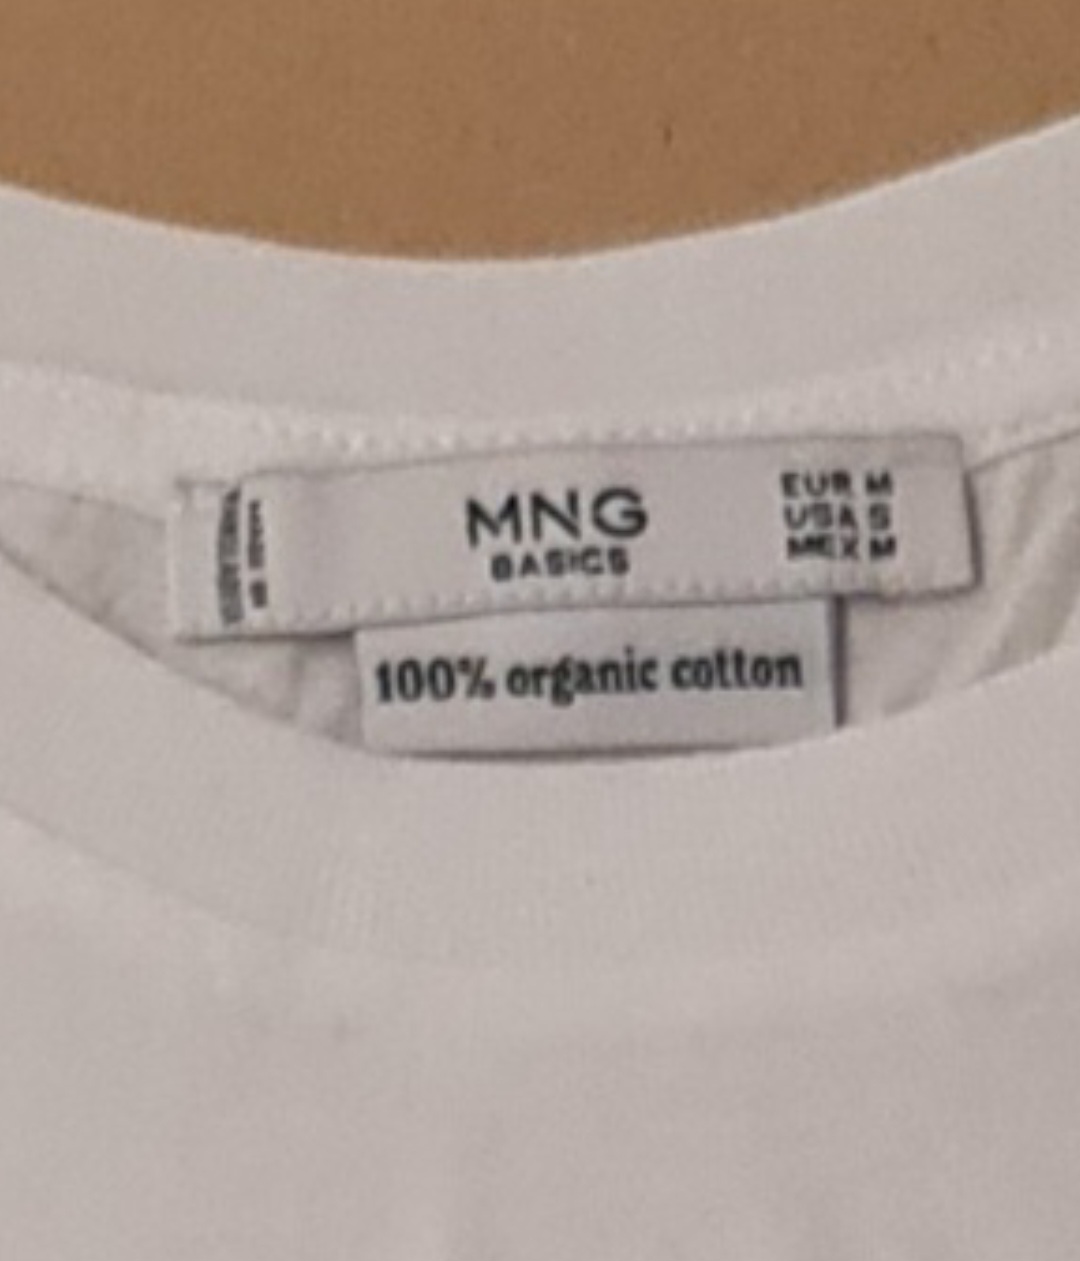 MNG
BASICS
EUR M
USA S
MEX M
100% organic cotton